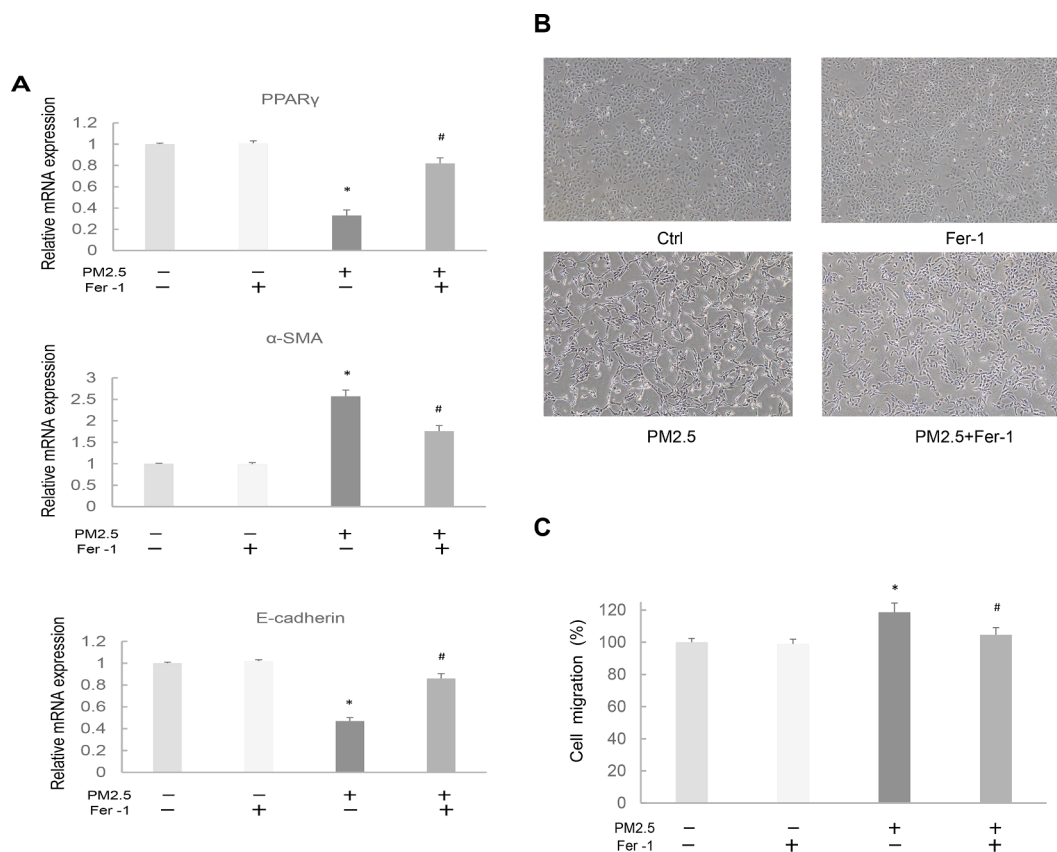 A
PPARγ
Relative mRNA expression
1.2
1
0.8
0.6
0.4
0.2
0
*
#
PM2.5 – – + +
Fer -1 – + – +
α-SMA
Relative mRNA expression
3
2.5
2
1.5
1
0.5
0
*
#
PM2.5 – – + +
Fer -1 – + – +
E-cadherin
Relative mRNA expression
1.2
1
0.8
0.6
0.4
0.2
0
*
#
PM2.5 – – + +
Fer -1 – + – +
B
Ctrl
Fer-1
PM2.5
PM2.5+Fer-1
C
Cell migration (%)
120
100
80
60
40
20
0
*
#
PM2.5 – – + +
Fer -1 – + – +